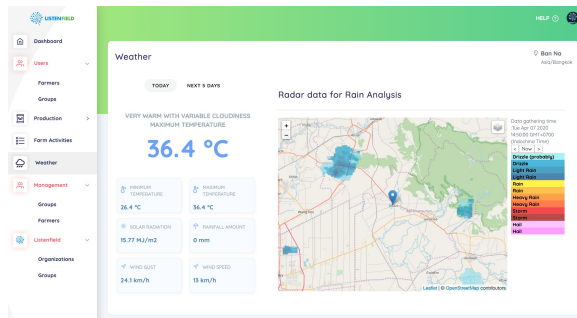 LISTENFIELD
HELP
Dashboard
Users
Farmers
Groups
Production
Farm Activities
Weather
Management
Groups
Farmers
Listenfield
Organizations
Groups
Weather
Ban Na
Asia/Bangkok
TODAY
NEXT 5 DAYS
VERY WARM WITH VARIABLE CLOUDINESS
MAXIMUM TEMPERATURE
36.4 °C
MINIMUM
TEMPERATURE
26.4 °C
MAXIMUM
TEMPERATURE
36.4 °C
SOLAR RADIATION
15.77 MJ/m2
RAINFALL AMOUNT
0 mm
WIND GUST
24.1 km/h
WIND SPEED
13 km/h
Radar data for Rain Analysis
+
−
Leaflet | © OpenStreetMap contributors
Data gathering time
:Tue Apr 07 2020
14:50:00 GMT+0700
(Indochina Time)
< Now >
Drizzle (probably)
Drizzle
Light Rain
Light Rain
Rain
Rain
Heavy Rain
Heavy Rain
Storm
Storm
Hail
Hail